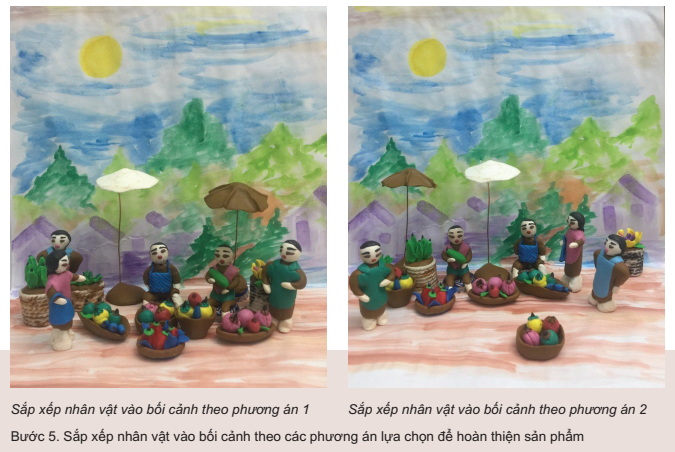 Sắp xếp nhân vật vào bối cảnh theo phương án 1
Sắp xếp nhân vật vào bối cảnh theo phương án 2
Bước 5. Sắp xếp nhân vật vào bối cảnh theo các phương án lựa chọn để hoàn thiện sản phẩm